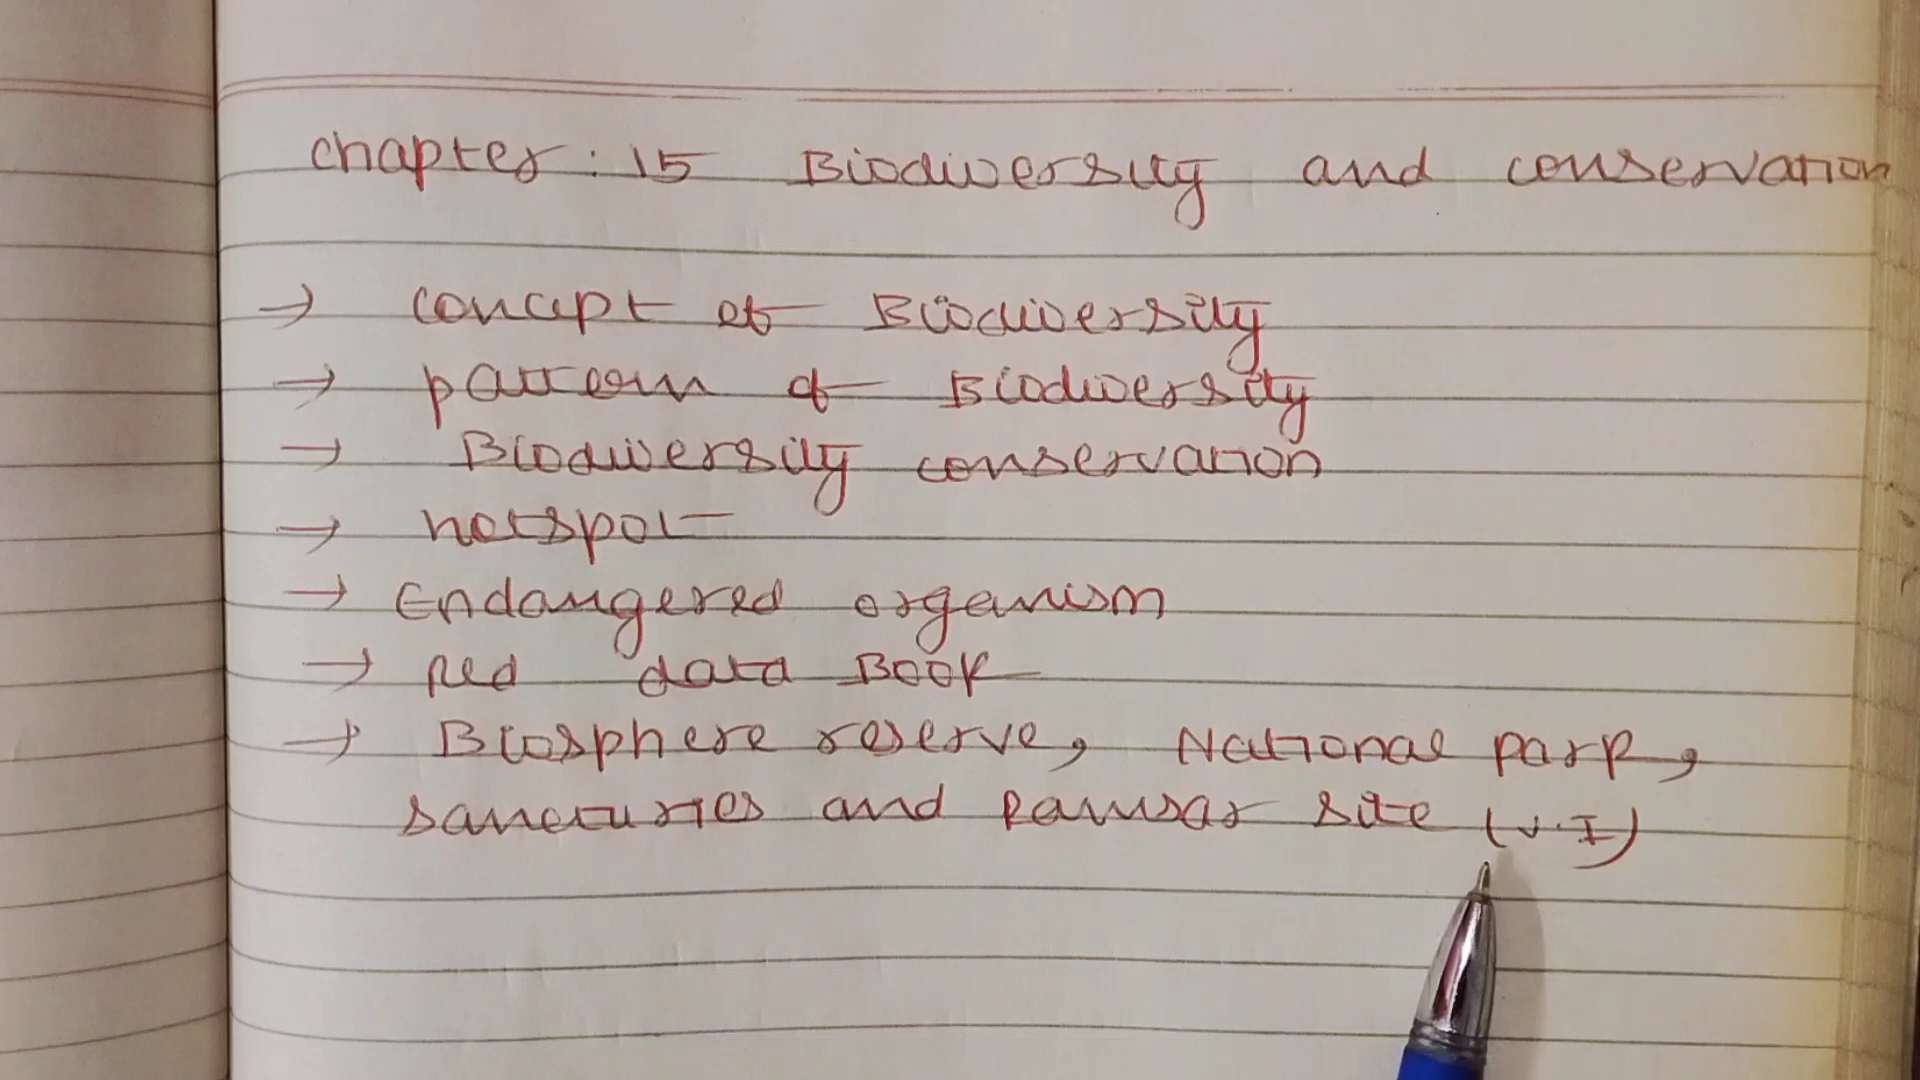 chapter : 15 Biodiversity and conservation
→ concept of Biodiversity
→ pattern of Biodiversity
→ Biodiversity conservation
→ hotspot
→ Endangered organism
→ Red data Book
→ Biosphere reserve, National park,
sancturies and Ramsar site (v.I)